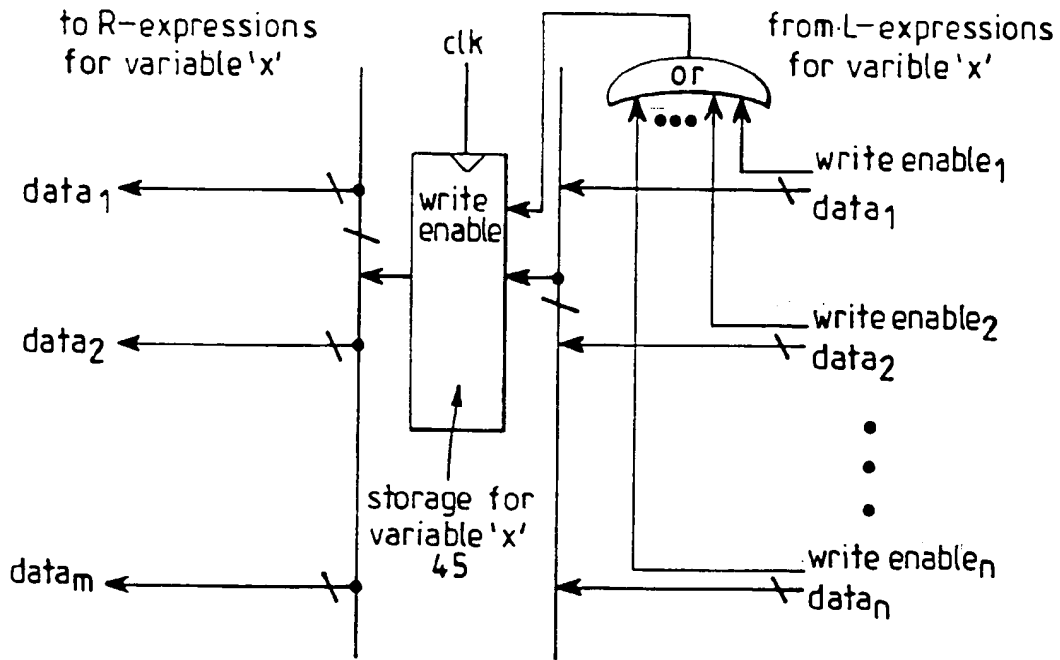 to R-expressions
for variable 'x'
clk
from L-expressions
for varible 'x'
or
write enable1
data1
data1
write
enable
write enable2
data2
data2
storage for
variable 'x'
45
write enablen
datam
datan